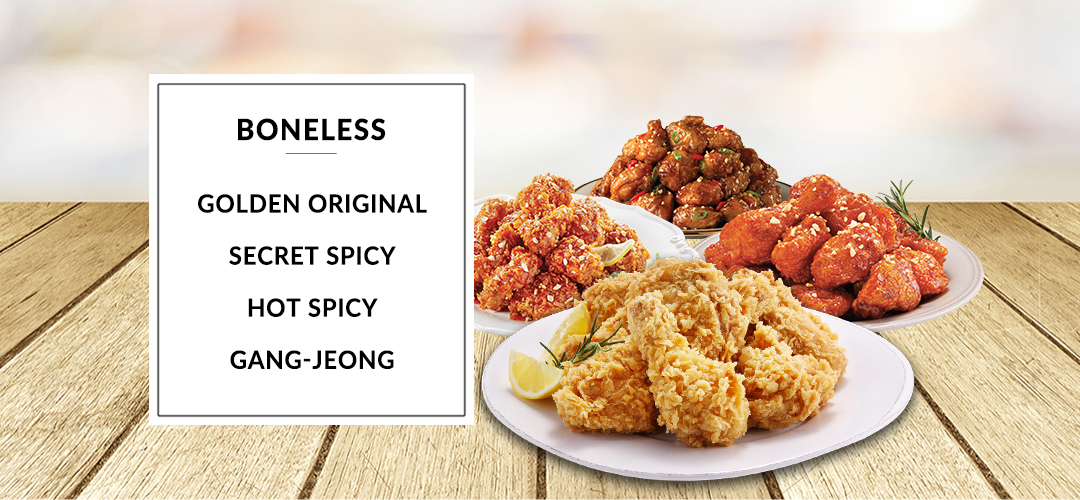 BONELESS
GOLDEN ORIGINAL
SECRET SPICY
HOT SPICY
GANG-JEONG